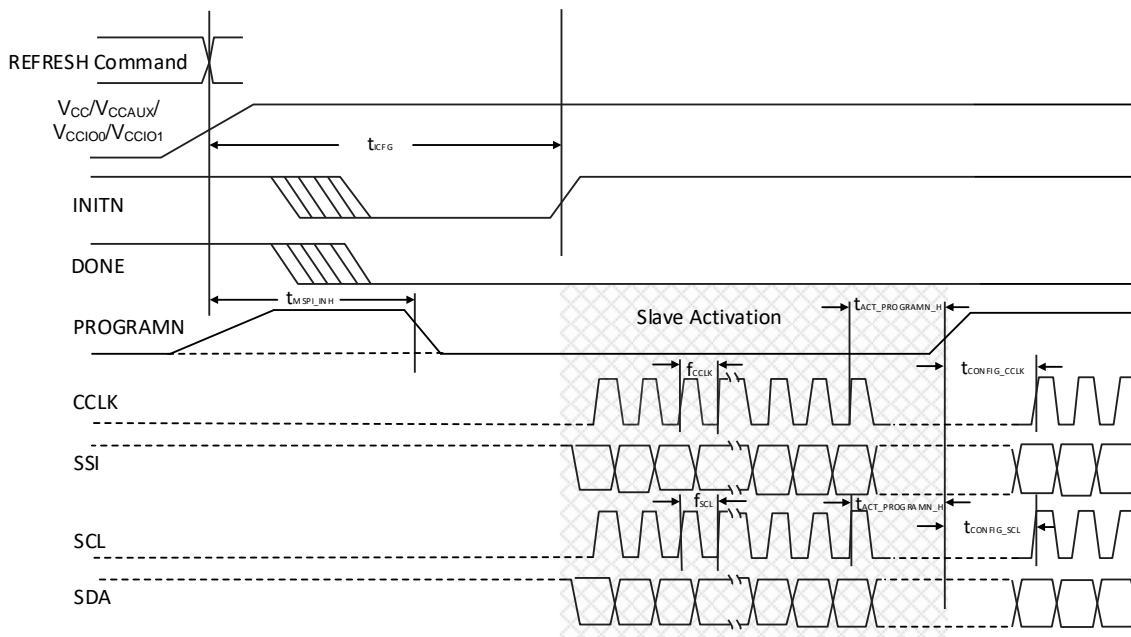 REFRESH Command
VCC/VCCAUX/
VCCIO0/VCCIO1
tICFG
INITN
DONE
tMSPI_INH
PROGRAMN
Slave Activation
tACT_PROGRAMN_H
fCCLK
tCONFIG_CCLK
CCLK
SSI
fSCL
tACT_PROGRAMN_H
SCL
tCONFIG_SCL
SDA